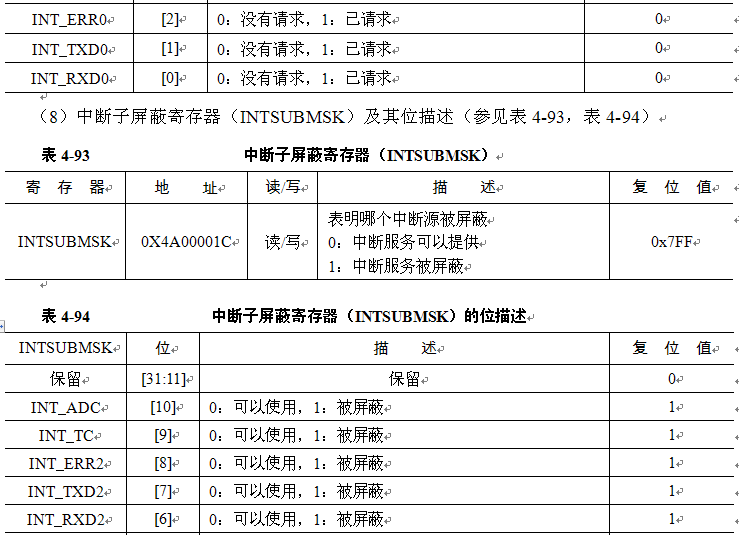 INT_ERR0 [2] 0：没有请求，1：已请求 0
INT_TXD0 [1] 0：没有请求，1：已请求 0
INT_RXD0 [0] 0：没有请求，1：已请求 0
（8）中断子屏蔽寄存器（INTSUBMSK）及其位描述（参见表 4-93，表 4-94）
表 4-93 中断子屏蔽寄存器（INTSUBMSK）
寄 存 器 地 址 读/写 描 述 复 位 值
INTSUBMSK 0X4A00001C 读/写 表明哪个中断源被屏蔽
0：中断服务可以提供
1：中断服务被屏蔽 0x7FF
表 4-94 中断子屏蔽寄存器（INTSUBMSK）的位描述
INTSUBMSK 位 描 述 复 位 值
保留 [31:11] 保留 0
INT_ADC [10] 0：可以使用，1：被屏蔽 1
INT_TC [9] 0：可以使用，1：被屏蔽 1
INT_ERR2 [8] 0：可以使用，1：被屏蔽 1
INT_TXD2 [7] 0：可以使用，1：被屏蔽 1
INT_RXD2 [6] 0：可以使用，1：被屏蔽 1